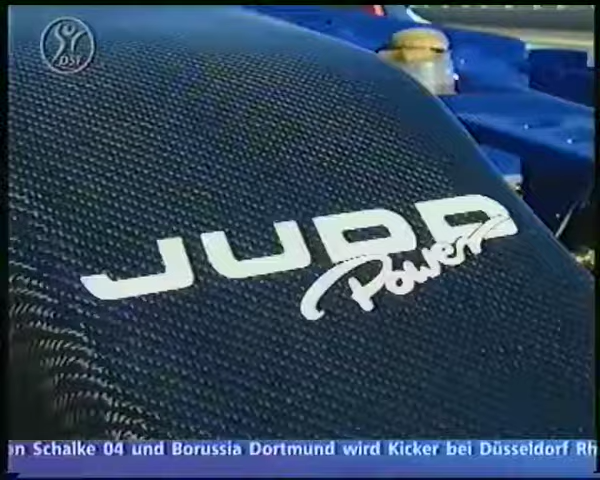 DSF
JUDD
Power
on Schalke 04 und Borussia Dortmund wird Kicker bei Düsseldorf Rh